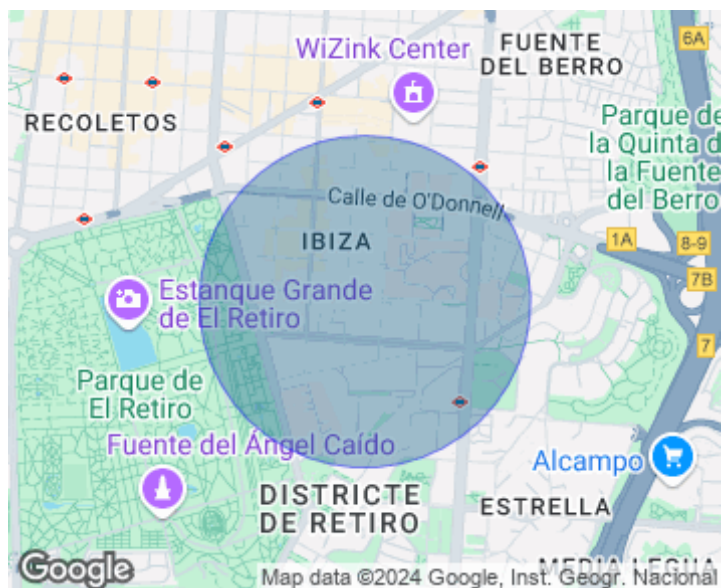 WiZink Center
FUENTE
DEL BERRO
6A
RECOLETOS
Parque de
la Quinta d
la Fuente
del Berro
Calle de O'Donnell
IBIZA
1A
8-9
7B
Estanque Grande
de El Retiro
7
Parque de
El Retiro
Fuente del Ángel Caído
Alcampo
DISTRICTE
DE RETIRO
ESTRELLA
MEDIA LEGUA
Google
Map data ©2024 Google, Inst. Geogr. Nacional